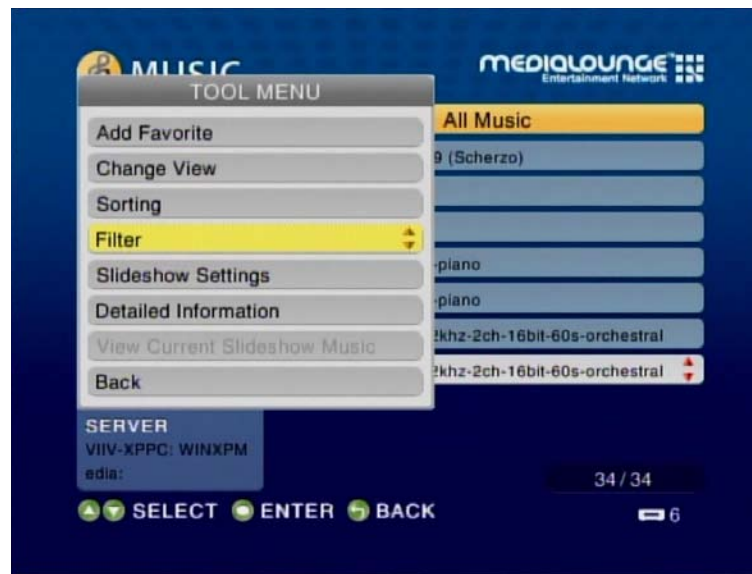 MUSIC
MEDIALOUNGE
Entertainment Network
TOOL MENU
Add Favorite
Change View
Sorting
Filter
Slideshow Settings
Detailed Information
View Current Slideshow Music
Back
All Music
9 (Scherzo)
-piano
-piano
2khz-2ch-16bit-60s-orchestral
2khz-2ch-16bit-60s-orchestral
SERVER
VIIV-XPPC: WINXPM
edia:
34/34
SELECT ENTER BACK
6